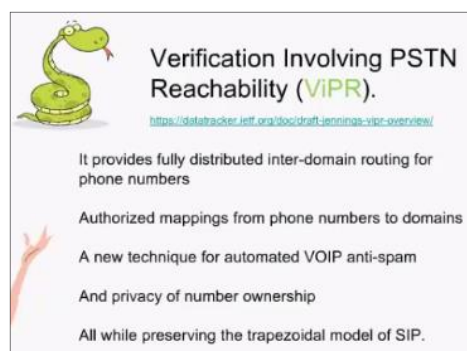 Verification Involving PSTN
Reachability (ViPR).
https://datatracker.ietf.org/doc/draft-jennings-vipr-overview/
It provides fully distributed inter-domain routing for
phone numbers
Authorized mappings from phone numbers to domains
A new technique for automated VOIP anti-spam
And privacy of number ownership
All while preserving the trapezoidal model of SIP.